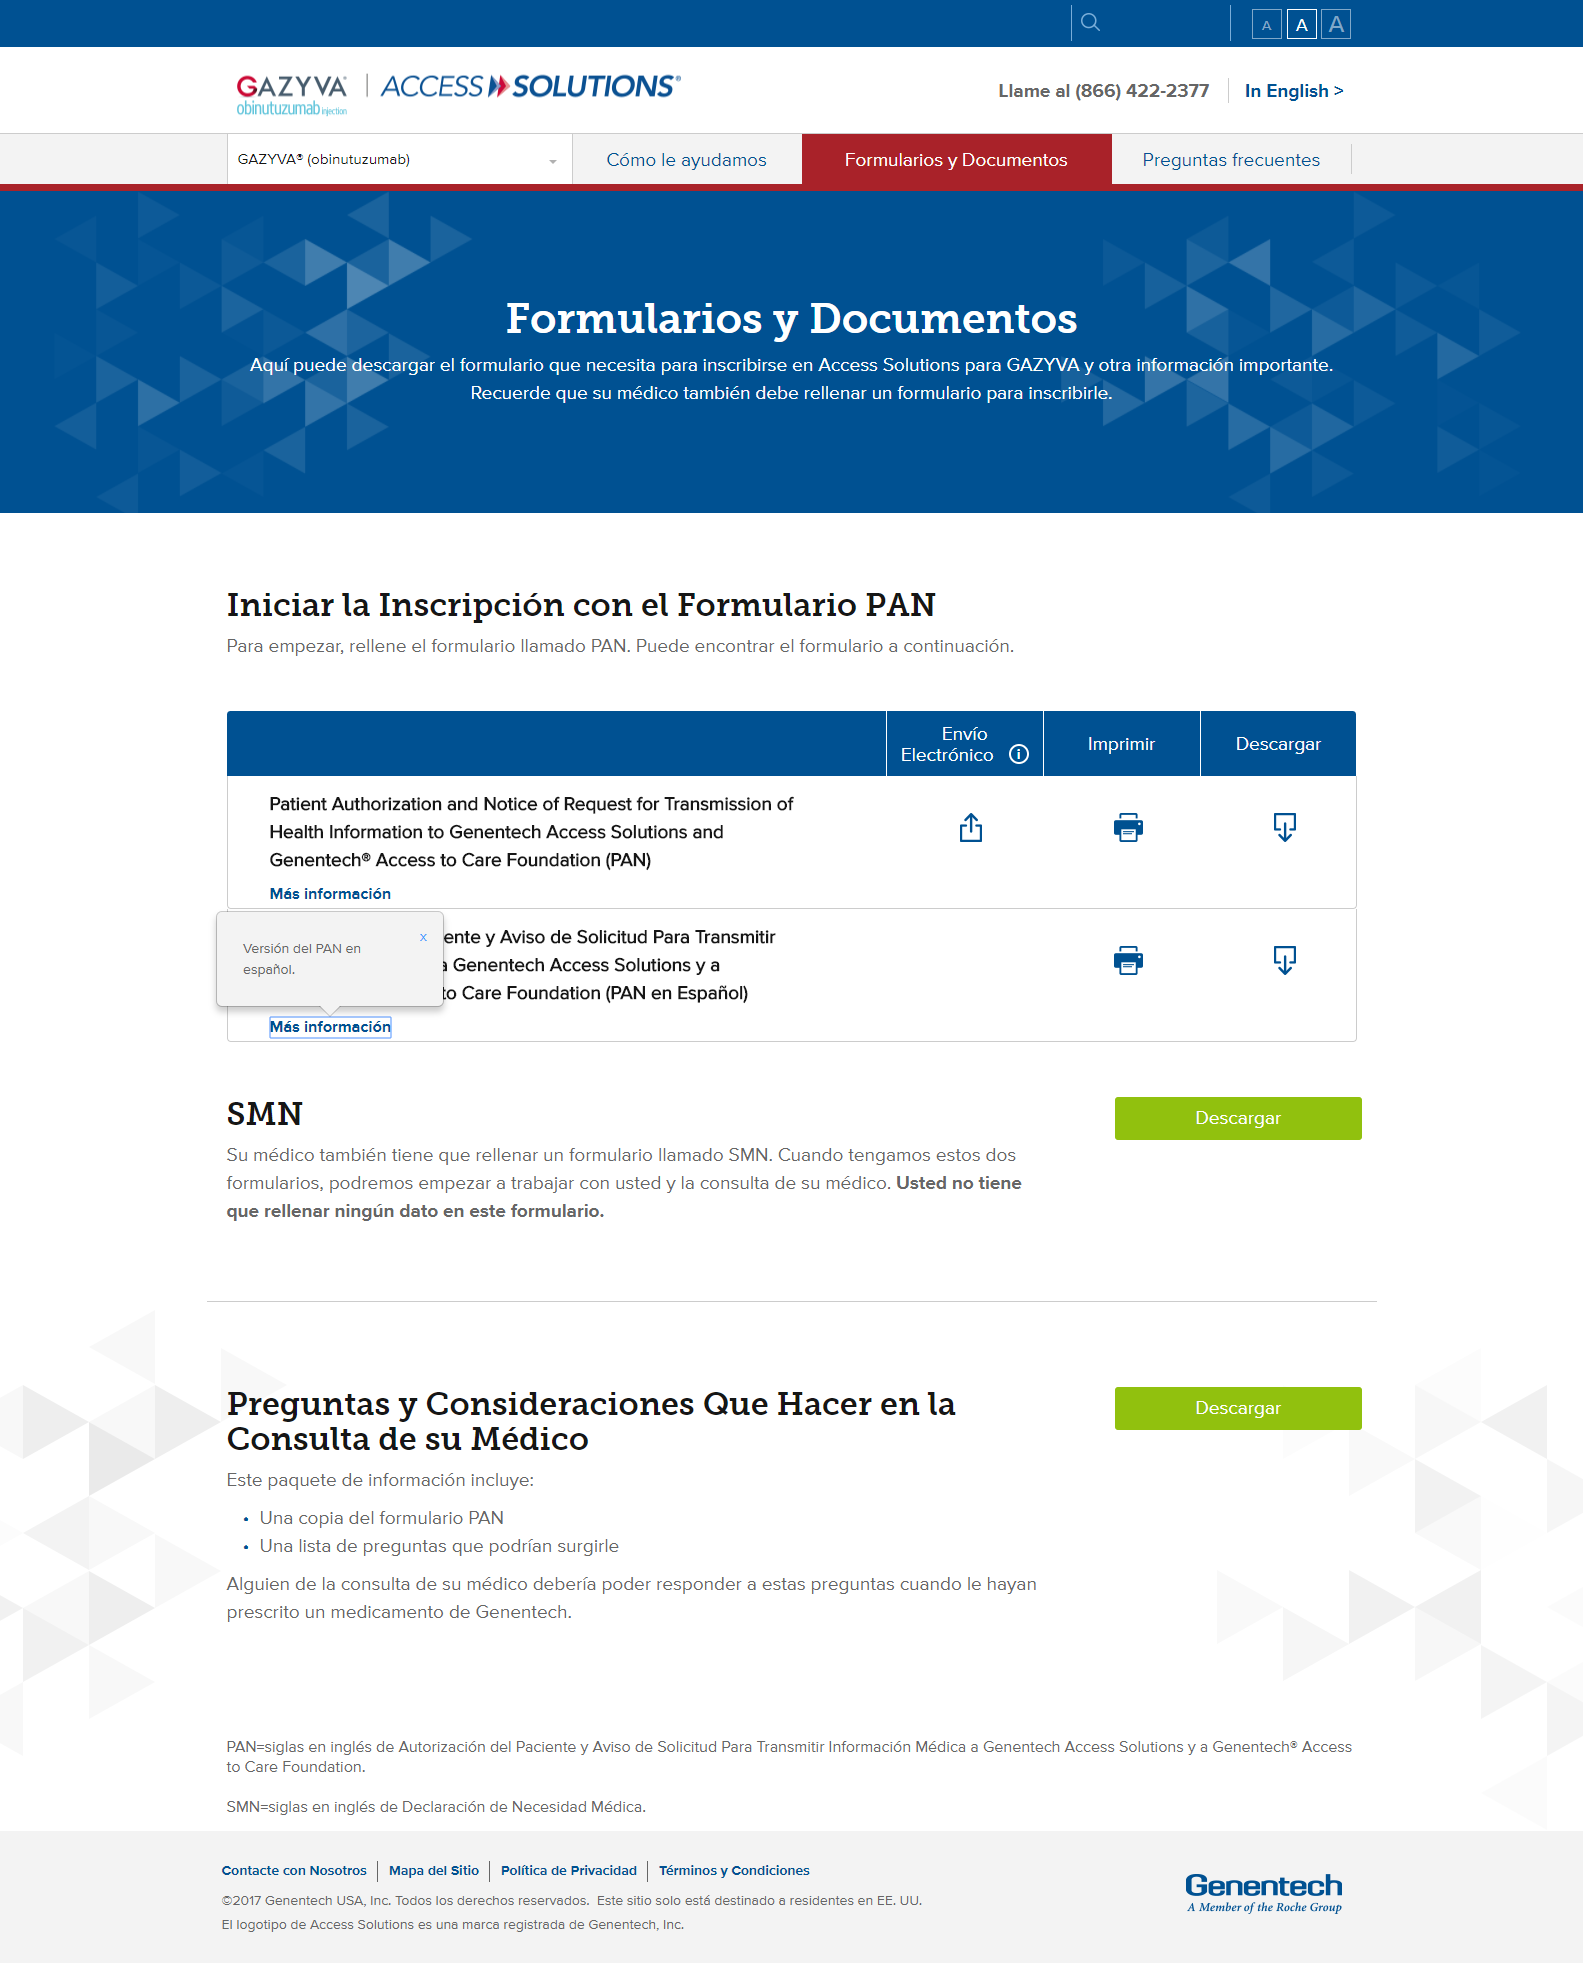 A A A
GAZYVA®
obinutuzumab injection
ACCESS SOLUTIONS®
Llame al (866) 422-2377
In English >
GAZYVA® (obinutuzumab)
Cómo le ayudamos
Formularios y Documentos
Preguntas frecuentes
Formularios y Documentos
Aquí puede descargar el formulario que necesita para inscribirse en Access Solutions para GAZYVA y otra información importante.
Recuerde que su médico también debe rellenar un formulario para inscribirle.
Iniciar la Inscripción con el Formulario PAN
Para empezar, rellene el formulario llamado PAN. Puede encontrar el formulario a continuación.
Envío
Electrónico
Imprimir
Descargar
Patient Authorization and Notice of Request for Transmission of
Health Information to Genentech Access Solutions and
Genentech® Access to Care Foundation (PAN)
Más información
x
Versión del PAN en
español.
ente y Aviso de Solicitud Para Transmitir
a Genentech Access Solutions y a
to Care Foundation (PAN en Español)
Más información
SMN
Descargar
Su médico también tiene que rellenar un formulario llamado SMN. Cuando tengamos estos dos
formularios, podremos empezar a trabajar con usted y la consulta de su médico. Usted no tiene
que rellenar ningún dato en este formulario.
Preguntas y Consideraciones Que Hacer en la
Consulta de su Médico
Descargar
Este paquete de información incluye:
• Una copia del formulario PAN
• Una lista de preguntas que podrían surgirle
Alguien de la consulta de su médico debería poder responder a estas preguntas cuando le hayan
prescrito un medicamento de Genentech.
PAN=siglas en inglés de Autorización del Paciente y Aviso de Solicitud Para Transmitir Información Médica a Genentech Access Solutions y a Genentech® Access
to Care Foundation.
SMN=siglas en inglés de Declaración de Necesidad Médica.
Contacte con Nosotros | Mapa del Sitio | Política de Privacidad | Términos y Condiciones
©2017 Genentech USA, Inc. Todos los derechos reservados. Este sitio solo está destinado a residentes en EE. UU.
El logotipo de Access Solutions es una marca registrada de Genentech, Inc.
Genentech
A Member of the Roche Group